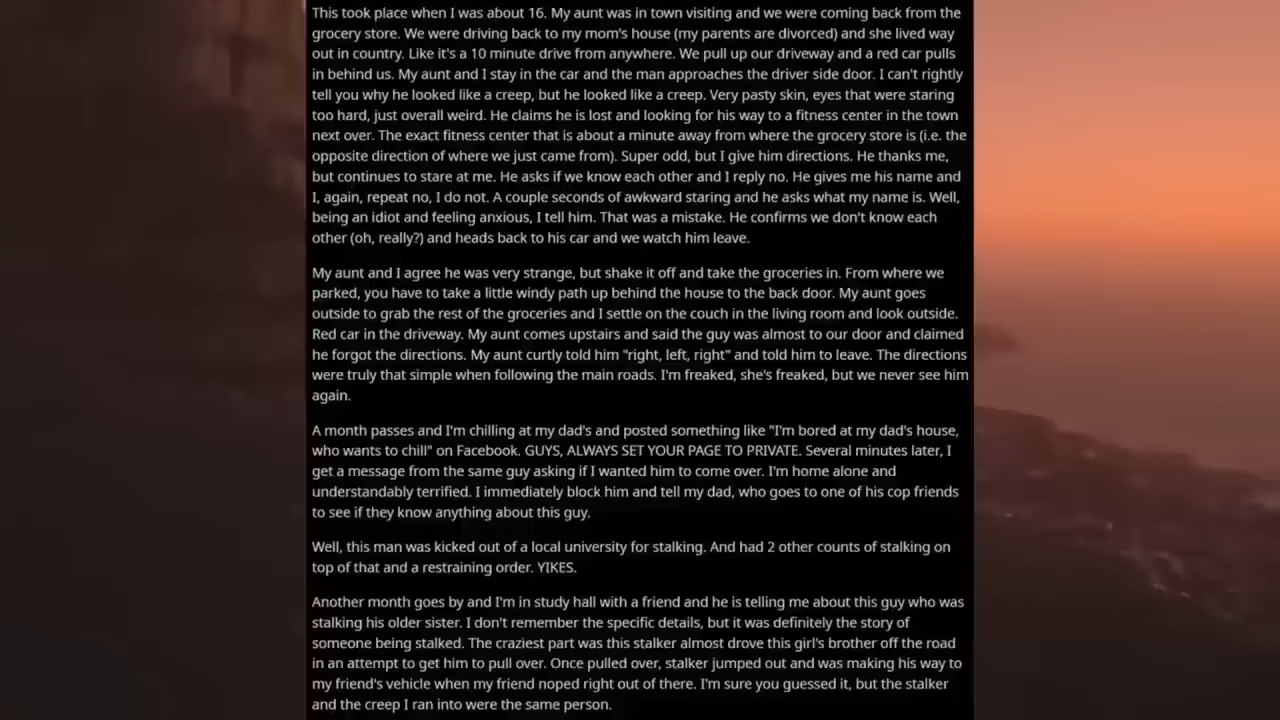 This took place when I was about 16. My aunt was in town visiting and we were coming back from the
grocery store. We were driving back to my mom's house (my parents are divorced) and she lived way
out in country. Like it's a 10 minute drive from anywhere. We pull up our driveway and a red car pulls
in behind us. My aunt and I stay in the car and the man approaches the driver side door. I can't rightly
tell you why he looked like a creep, but he looked like a creep. Very pasty skin, eyes that were staring
too hard, just overall weird. He claims he is lost and looking for his way to a fitness center in the town
next over. The exact fitness center that is about a minute away from where the grocery store is (i.e. the
opposite direction of where we just came from). Super odd, but I give him directions. He thanks me,
but continues to stare at me. He asks if we know each other and I reply no. He gives me his name and
I, again, repeat no, I do not. A couple seconds of awkward staring and he asks what my name is. Well,
being an idiot and feeling anxious, I tell him. That was a mistake. He confirms we don't know each
other (oh, really?) and heads back to his car and we watch him leave.
My aunt and I agree he was very strange, but shake it off and take the groceries in. From where we
parked, you have to take a little windy path up behind the house to the back door. My aunt goes
outside to grab the rest of the groceries and I settle on the couch in the living room and look outside.
Red car in the driveway. My aunt comes upstairs and said the guy was almost to our door and claimed
he forgot the directions. My aunt curtly told him "right, left, right" and told him to leave. The directions
were truly that simple when following the main roads. I'm freaked, she's freaked, but we never see him
again.
A month passes and I'm chilling at my dad's and posted something like "I'm bored at my dad's house,
who wants to chill" on Facebook. GUYS, ALWAYS SET YOUR PAGE TO PRIVATE. Several minutes later, I
get a message from the same guy asking if I wanted him to come over. I'm home alone and
understandably terrified. I immediately block him and tell my dad, who goes to one of his cop friends
to see if they know anything about this guy.
Well, this man was kicked out of a local university for stalking. And had 2 other counts of stalking on
top of that and a restraining order. YIKES.
Another month goes by and I'm in study hall with a friend and he is telling me about this guy who was
stalking his older sister. I don't remember the specific details, but it was definitely the story of
someone being stalked. The craziest part was this stalker almost drove this girl's brother off the road
in an attempt to get him to pull over. Once pulled over, stalker jumped out and was making his way to
my friend's vehicle when my friend noped right out of there. I'm sure you guessed it, but the stalker
and the creep I ran into were the same person.